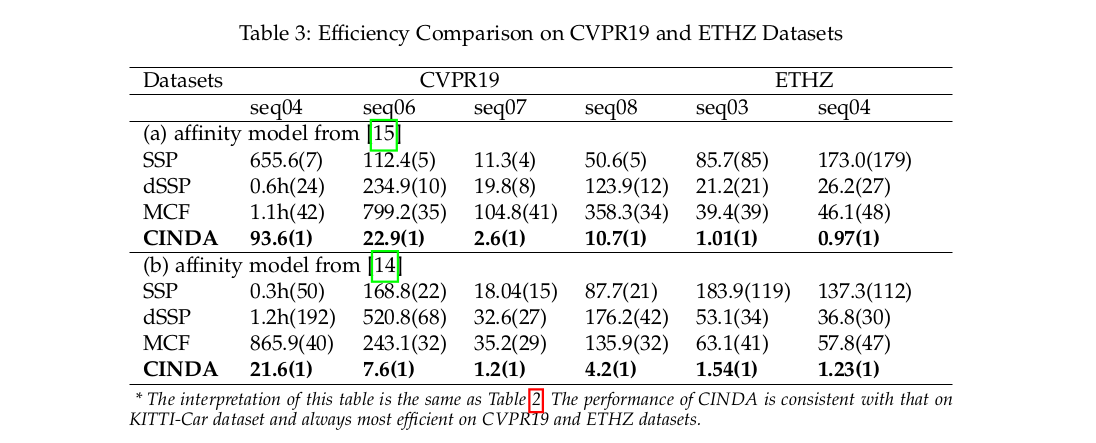 Table 3: Efficiency Comparison on CVPR19 and ETHZ Datasets
Datasets CVPR19 ETHZ
seq04 seq06 seq07 seq08 seq03 seq04
(a) affinity model from [15]
SSP 655.6(7) 112.4(5) 11.3(4) 50.6(5) 85.7(85) 173.0(179)
dSSP 0.6h(24) 234.9(10) 19.8(8) 123.9(12) 21.2(21) 26.2(27)
MCF 1.1h(42) 799.2(35) 104.8(41) 358.3(34) 39.4(39) 46.1(48)
CINDA 93.6(1) 22.9(1) 2.6(1) 10.7(1) 1.01(1) 0.97(1)
(b) affinity model from [14]
SSP 0.3h(50) 168.8(22) 18.04(15) 87.7(21) 183.9(119) 137.3(112)
dSSP 1.2h(192) 520.8(68) 32.6(27) 176.2(42) 53.1(34) 36.8(30)
MCF 865.9(40) 243.1(32) 35.2(29) 135.9(32) 63.1(41) 57.8(47)
CINDA 21.6(1) 7.6(1) 1.2(1) 4.2(1) 1.54(1) 1.23(1)
* The interpretation of this table is the same as Table 2. The performance of CINDA is consistent with that on
KITTI-Car dataset and always most efficient on CVPR19 and ETHZ datasets.